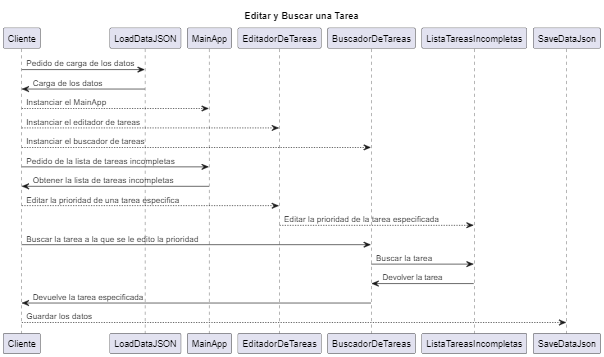 Editar y Buscar una Tarea
Cliente LoadDataJSON MainApp EditadorDeTareas BuscadorDeTareas ListaTareasIncompletas SaveDataJson
Pedido de carga de los datos
Carga de los datos
Instanciar el MainApp
Instanciar el editador de tareas
Instanciar el buscador de tareas
Pedido de la lista de tareas incompletas
Obtener la lista de tareas incompletas
Editar la prioridad de una tarea especifica
Editar la prioridad de la tarea especificada
Buscar la tarea a la que se le edito la prioridad
Buscar la tarea
Devolver la tarea
Devuelve la tarea especificada
Guardar los datos
Cliente LoadDataJSON MainApp EditadorDeTareas BuscadorDeTareas ListaTareasIncompletas SaveDataJson